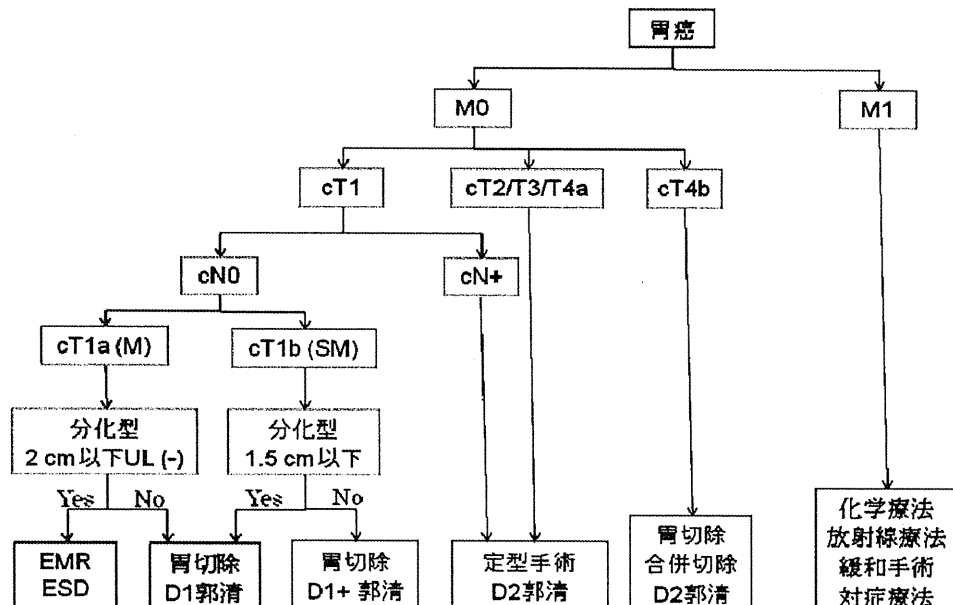 胃癌
M0
M1
cT1
cT2/T3/T4a
cT4b
cN0
cN+
cT1a (M)
cT1b (SM)
分化型
2 cm以下UL (-)
分化型
1.5 cm以下
Yes
No
Yes
No
EMR
ESD
胃切除
D1郭清
胃切除
D1+ 郭清
定型手術
D2郭清
胃切除
合併切除
D2郭清
化学療法
放射線療法
緩和手術
対症療法